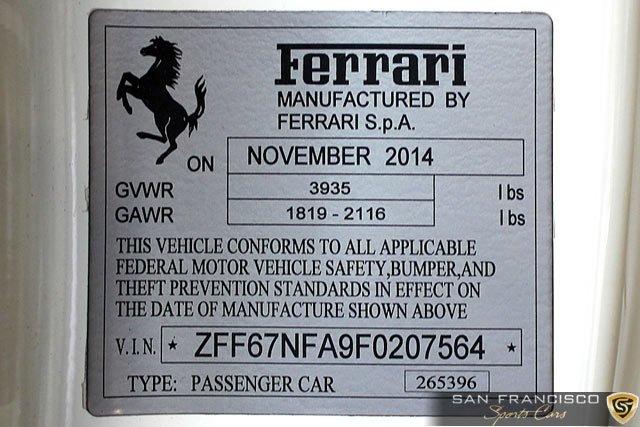 Ferrari
MANUFACTURED BY
FERRARI S.p.A.
ON NOVEMBER 2014
GVWR 3935 lbs
GAWR 1819 - 2116 lbs
THIS VEHICLE CONFORMS TO ALL APPLICABLE
FEDERAL MOTOR VEHICLE SAFETY,BUMPER,AND
THEFT PREVENTION STANDARDS IN EFFECT ON
THE DATE OF MANUFACTURE SHOWN ABOVE
V.I.N. * ZFF67NFA9F0207564 *
TYPE: PASSENGER CAR 265396
SAN FRANCISCO
Sports Cars